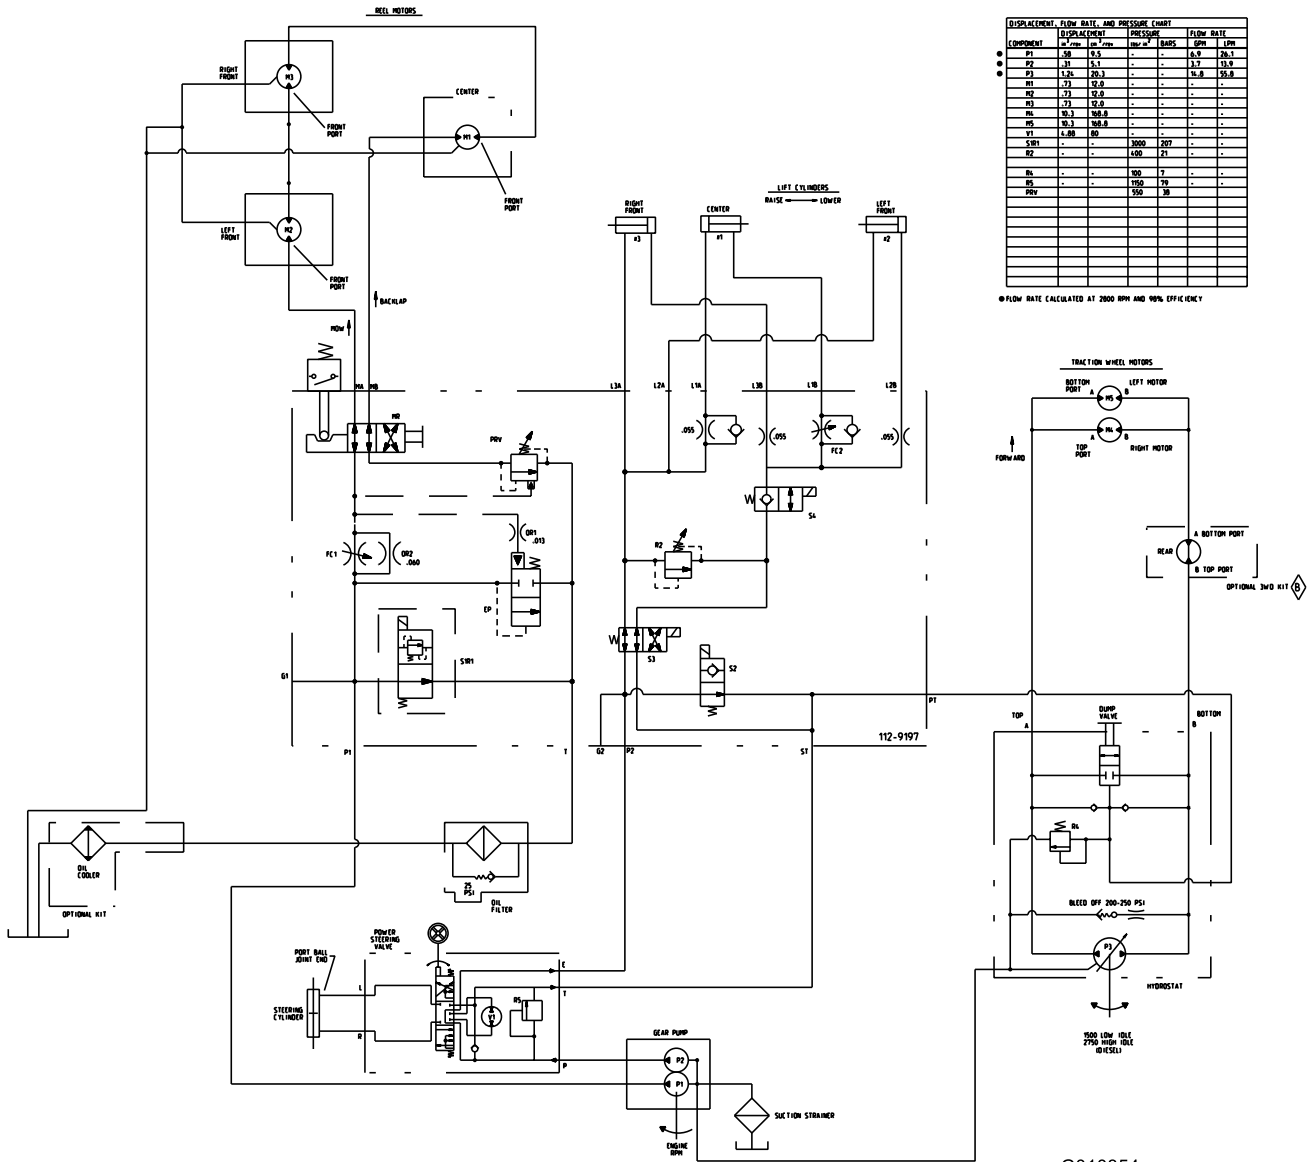 REEL MOTORS
RIGHT FRONT
M3
FRONT PORT
CENTER
M1
FRONT PORT
LEFT FRONT
M2
FRONT PORT
BACKLAP
MOW
DISPLACEMENT, FLOW RATE, AND PRESSURE CHART
DISPLACEMENT PRESSURE FLOW RATE
COMPONENT BARS GPM LPM
P1 .58 9.5 - - 6.9 26.1
P2 .31 5.1 - - 3.7 13.9
P3 1.24 20.3 - - 14.8 55.8
M1 .73 12.0 - - - -
M2 .73 12.0 - - - -
M3 .73 12.0 - - - -
M4 10.3 168.8 - - - -
M5 10.3 168.8 - - - -
V1 4.88 80 - - - -
S1R1 - - 3000 207 - -
R2 - - 400 21 - -
R4 - - 100 7 - -
R5 - - 1150 79 - -
PRV 550 38
FLOW RATE CALCULATED AT 2800 RPM AND 98% EFFICIENCY
LIFT CYLINDERS
RAISE LOWER
RIGHT FRONT
#3
CENTER
#1
LEFT FRONT
#2
MA MB
L3A L2A L1A L3B L1B L2B
MR
PRV
.055
.055
FC2
.055
S4
OR1
.013
FC1
OR2
.060
EP
R2
S1R1
S3
S2
G1
P1
T
G2
P2
ST
PT
112-9197
TRACTION WHEEL MOTORS
BOTTOM PORT
A
M5
B
LEFT MOTOR
M4
TOP PORT
A
B
RIGHT MOTOR
FORWARD
A BOTTOM PORT
REAR
B TOP PORT
OPTIONAL 3WD KIT
B
TOP
A
DUMP VALVE
BOTTOM
B
R4
BLEED OFF 200-250 PSI
P3
HYDROSTAT
1500 LOW IDLE
2750 HIGH IDLE
(DIESEL)
OIL COOLER
OPTIONAL KIT
25 PSI
OIL FILTER
POWER STEERING VALVE
PORT BALL JOINT END
STEERING CYLINDER
L
R
V1
R5
E
T
P
GEAR PUMP
P2
P1
ENGINE RPM
SUCTION STRAINER